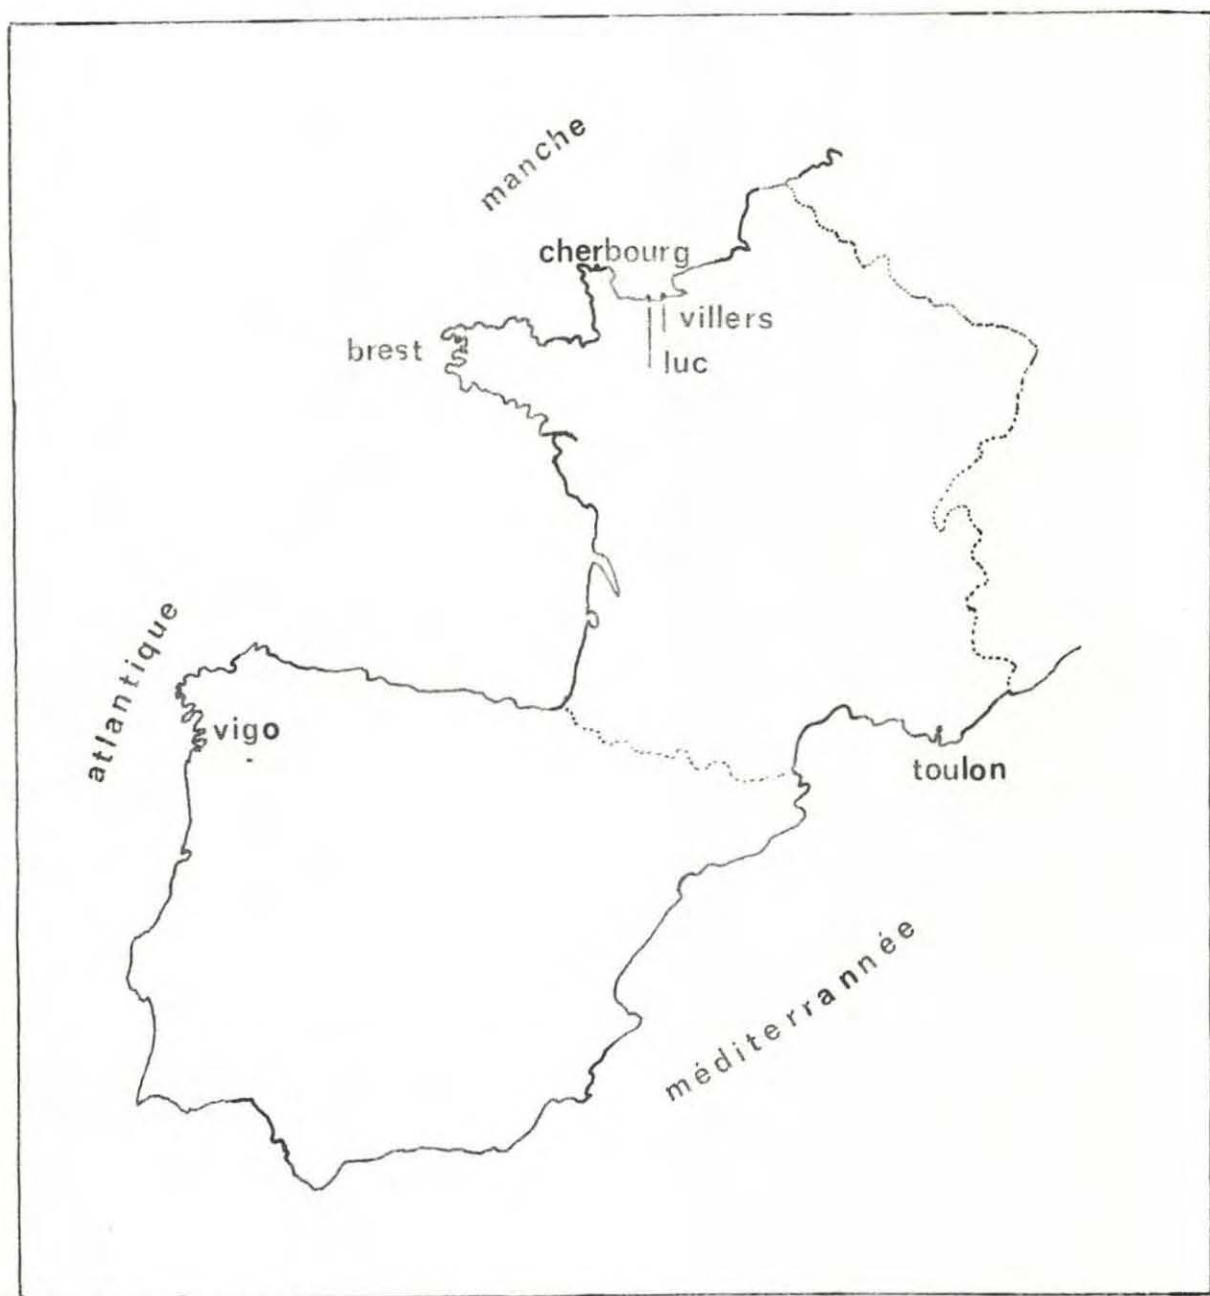 manche
cherbourg
villers
brest
luc
atlantique
vigo
toulon
méditerrannée